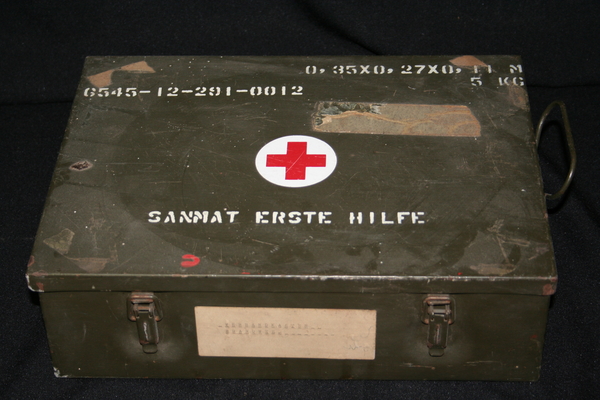 0,35X0,27X0,11 M
5 KG
6545-12-291-0012
SANMAT ERSTE HILFE